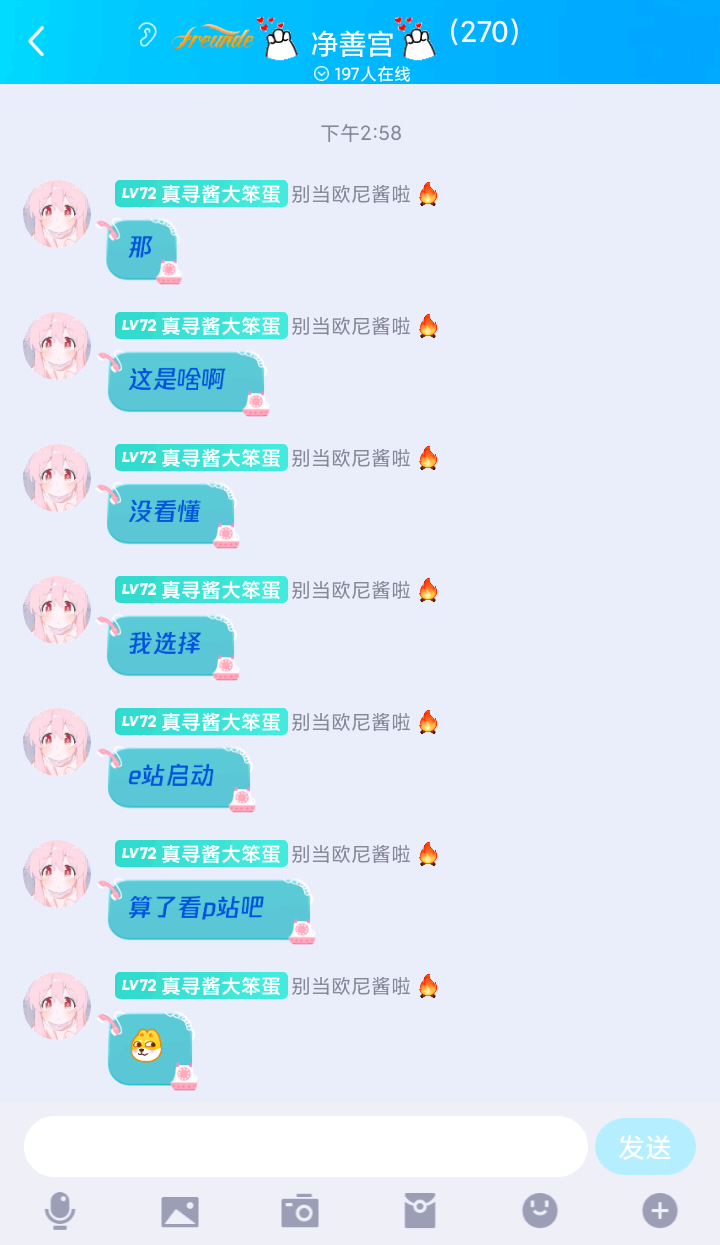 freunde 净善宫 (270)
197人在线
下午2:58
LV72 真寻酱大笨蛋 别当欧尼酱啦
那
LV72 真寻酱大笨蛋 别当欧尼酱啦
这是啥啊
LV72 真寻酱大笨蛋 别当欧尼酱啦
没看懂
LV72 真寻酱大笨蛋 别当欧尼酱啦
我选择
LV72 真寻酱大笨蛋 别当欧尼酱啦
e站启动
LV72 真寻酱大笨蛋 别当欧尼酱啦
算了看p站吧
LV72 真寻酱大笨蛋 别当欧尼酱啦
发送